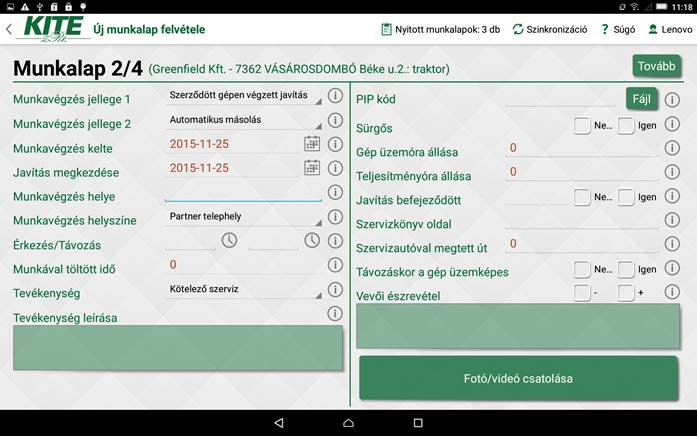 11:18
KITE Zrt.
Új munkalap felvétele
Nyitott munkalapok: 3 db
Szinkronizáció
? Súgó
Lenovo
Munkalap 2/4 (Greenfield Kft. - 7362 VÁSÁROSDOMBÓ Béke u.2.: traktor)
Tovább
Munkavégzés jellege 1 Szerződött gépen végzett javítás
Munkavégzés jellege 2 Automatikus másolás
Munkavégzés kelte 2015-11-25
Javítás megkezdése 2015-11-25
Munkavégzés helye
Munkavégzés helyszíne Partner telephely
Érkezés/Távozás
Munkával töltött idő 0
Tevékenység Kötelező szerviz
Tevékenység leírása
PIP kód Fájl
Sürgős Ne... Igen
Gép üzemóra állása 0
Teljesítményóra állása 0
Javítás befejeződött Ne... Igen
Szervizkönyv oldal
Szervizautóval megtett út 0
Távozáskor a gép üzemképes Ne... Igen
Vevői észrevétel - +
Fotó/videó csatolása